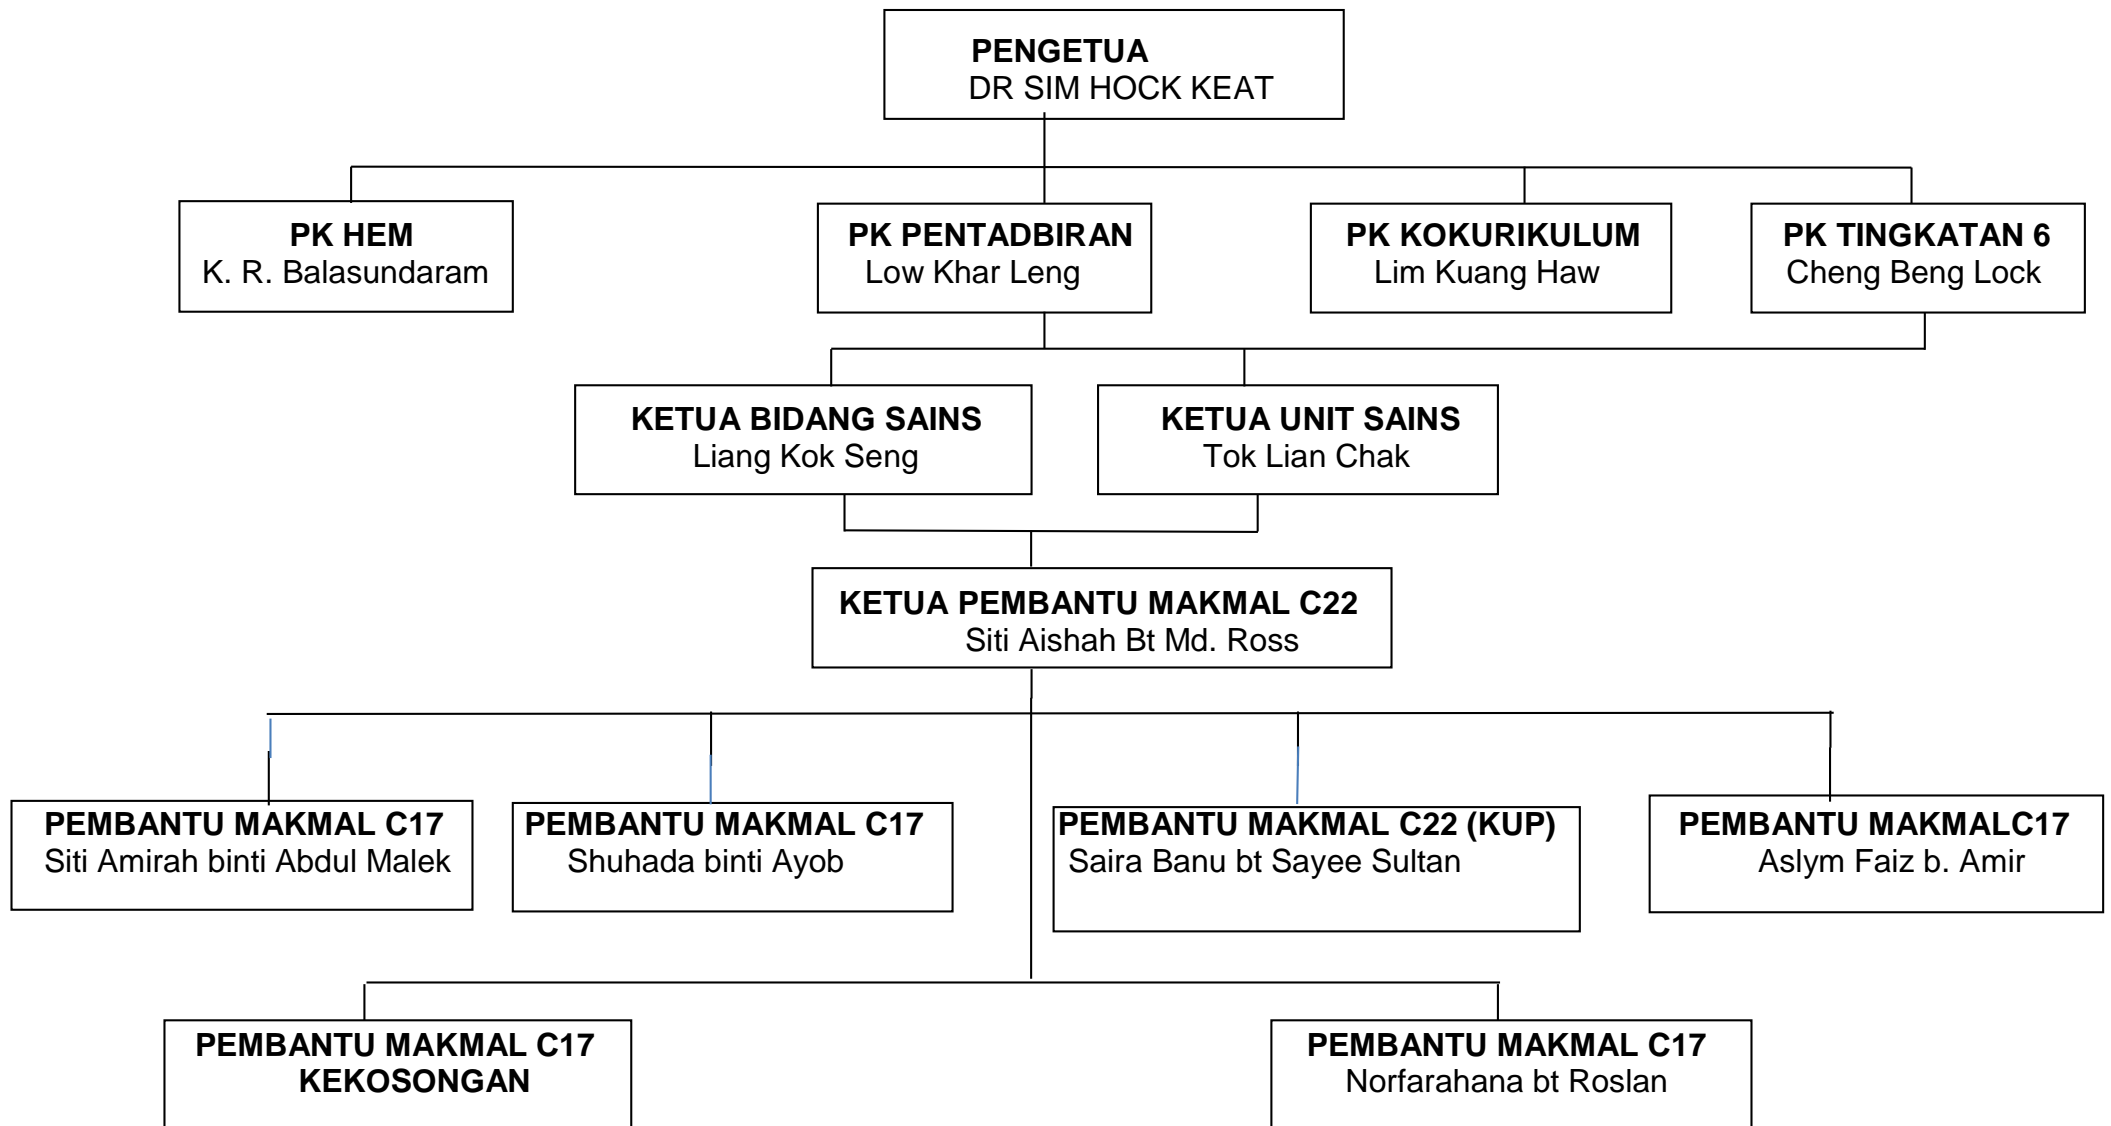 PENGETUA
DR SIM HOCK KEAT
PK HEM
K. R. Balasundaram
PK PENTADBIRAN
Low Khar Leng
PK KOKURIKULUM
Lim Kuang Haw
PK TINGKATAN 6
Cheng Beng Lock
KETUA BIDANG SAINS
Liang Kok Seng
KETUA UNIT SAINS
Tok Lian Chak
KETUA PEMBANTU MAKMAL C22
Siti Aishah Bt Md. Ross
PEMBANTU MAKMAL C17
Siti Amirah binti Abdul Malek
PEMBANTU MAKMAL C17
Shuhada binti Ayob
PEMBANTU MAKMAL C22 (KUP)
Saira Banu bt Sayee Sultan
PEMBANTU MAKMALC17
Aslym Faiz b. Amir
PEMBANTU MAKMAL C17
KEKOSONGAN
PEMBANTU MAKMAL C17
Norfarahana bt Roslan